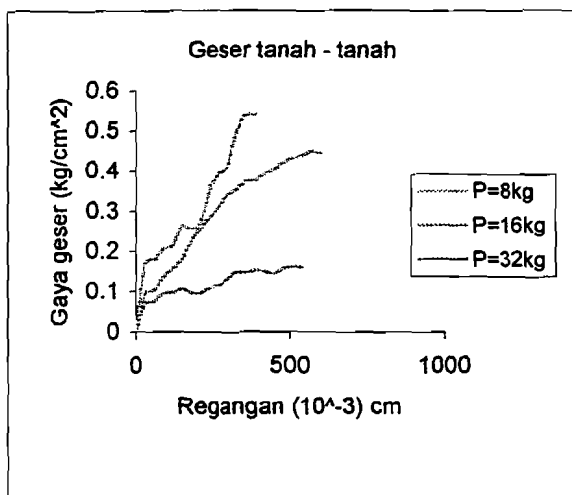 Geser tanah - tanah
Gaya geser (kg/cm^2)
0.6
0.5
0.4
0.3
0.2
0.1
0
0 500 1000
Regangan (10^-3) cm
P=8kg
P=16kg
P=32kg